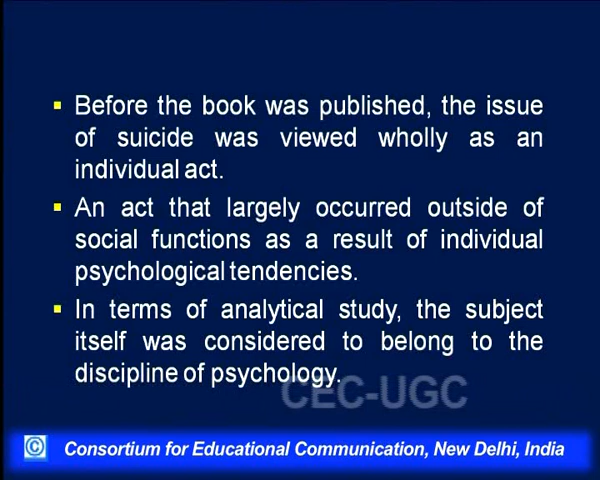 ▪ Before the book was published, the issue
of suicide was viewed wholly as an
individual act.
▪ An act that largely occurred outside of
social functions as a result of individual
psychological tendencies.
▪ In terms of analytical study, the subject
itself was considered to belong to the
discipline of psychology.
CEC-UGC
© Consortium for Educational Communication, New Delhi, India